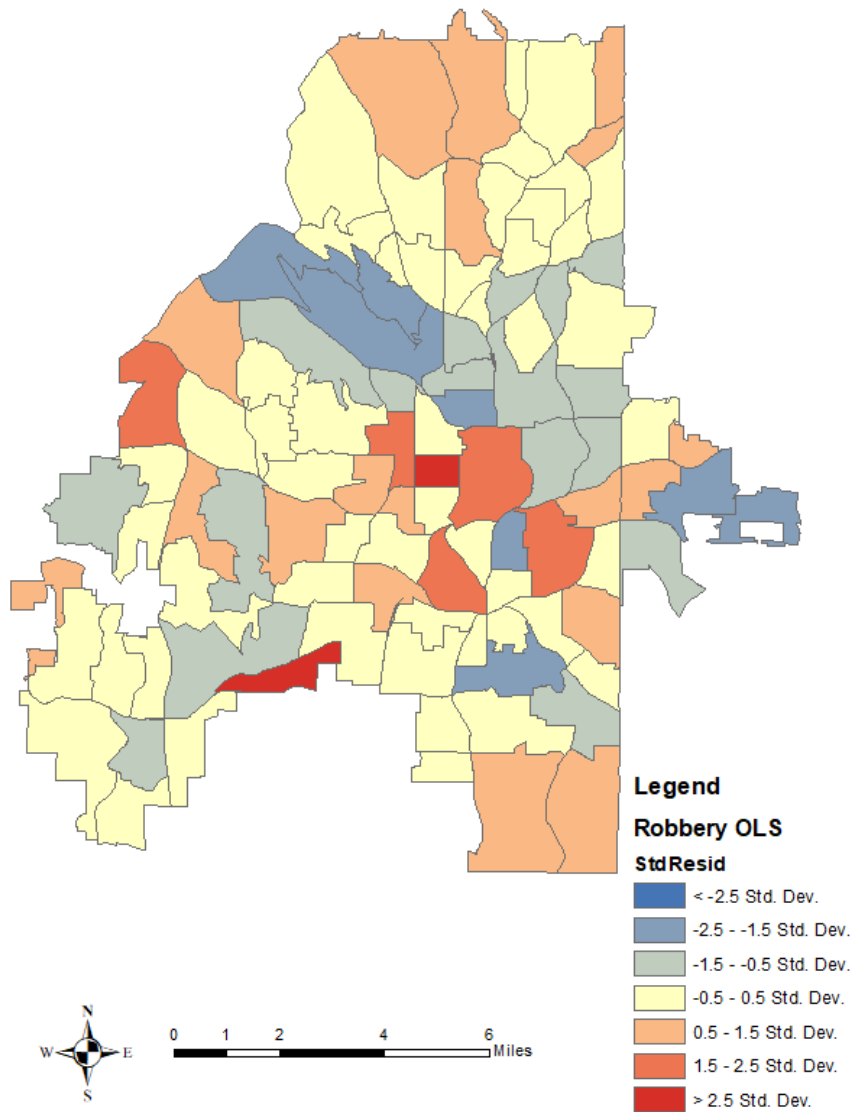 Legend
Robbery OLS
StdResid
< -2.5 Std. Dev.
-2.5 - -1.5 Std. Dev.
-1.5 - -0.5 Std. Dev.
-0.5 - 0.5 Std. Dev.
0.5 - 1.5 Std. Dev.
1.5 - 2.5 Std. Dev.
> 2.5 Std. Dev.
N
W E
S
0 1 2 4 6
Miles